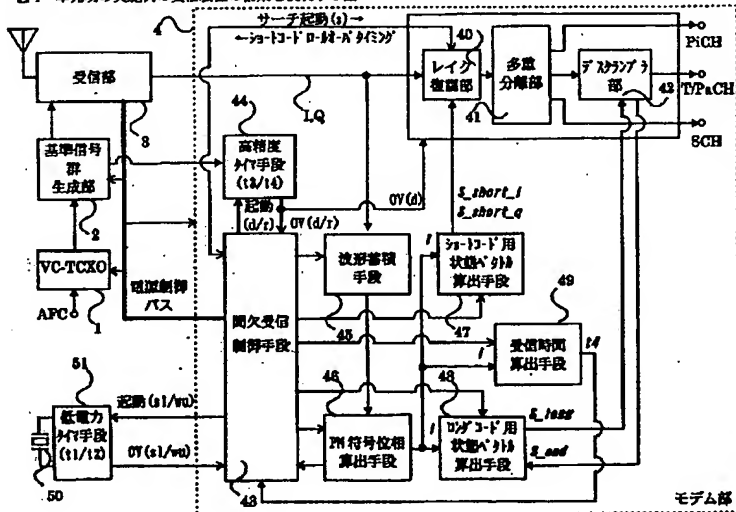 4
サーチ起動(s)
←ショートコードロールオーバタイミング→
受信部
3
I,Q
40
レイク
復調部
多重
分離部
41
デスクランブラ
部
42
PiCH
T/PaCH
SCH
44
高精度
タイマ手段
(t3/t4)
起動
(d/r)
OV(d/r)
OV(d)
基準信号
群
生成部
2
VC-TCXO
1
AFC
電源制御
バス
S_short_i
S_short_q
波形蓄積
手段
45
i
ショートコード用
状態ベクトル
算出手段
47
49
受信時間
算出手段
t4
間欠受信
制御手段
43
51
起動(sl/wu)
低電力
タイマ手段
(t1/t2)
OV(sl/wu)
50
46
PN符号位相
算出手段
i
i
48
ロングコード用
状態ベクトル
算出手段
S_long
S_end
モデム部